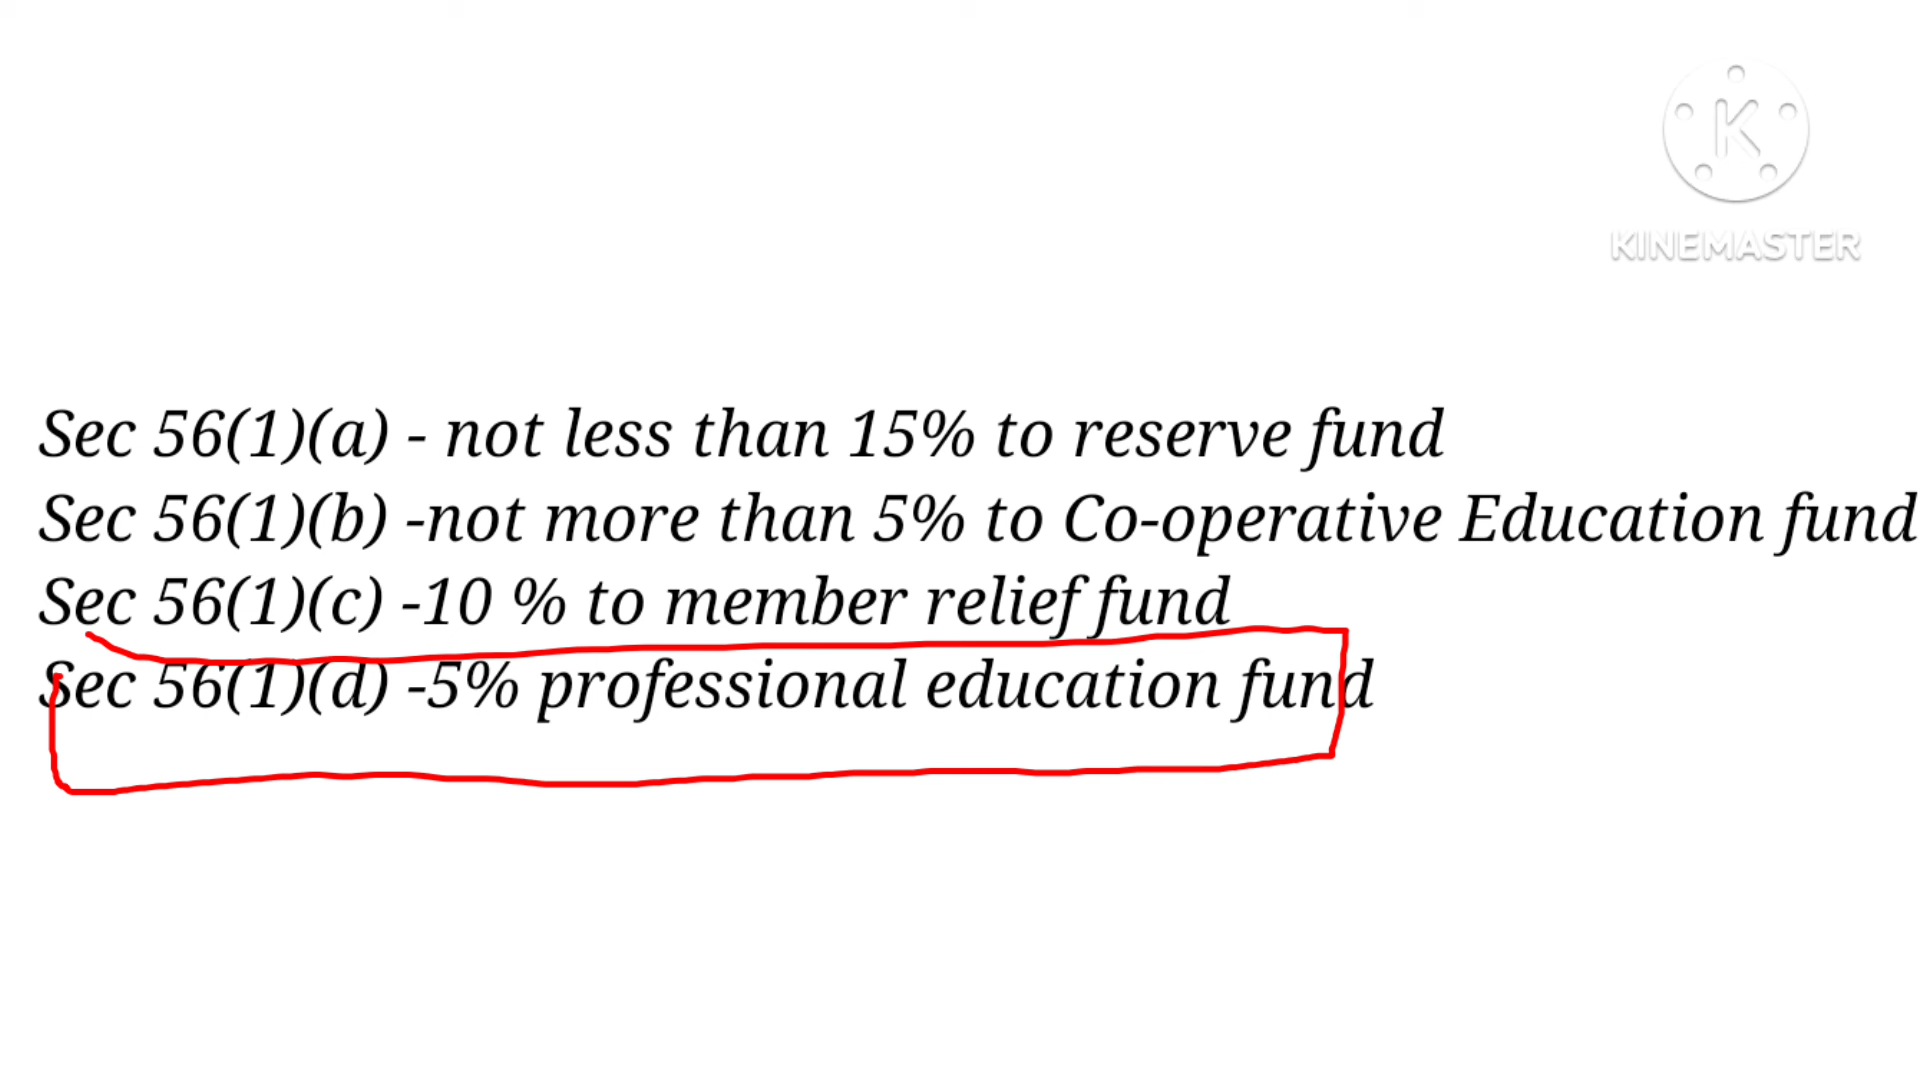 K
KINEMASTER
Sec 56(1)(a) - not less than 15% to reserve fund
Sec 56(1)(b) -not more than 5% to Co-operative Education fund
Sec 56(1)(c) -10 % to member relief fund
Sec 56(1)(d) -5% professional education fund